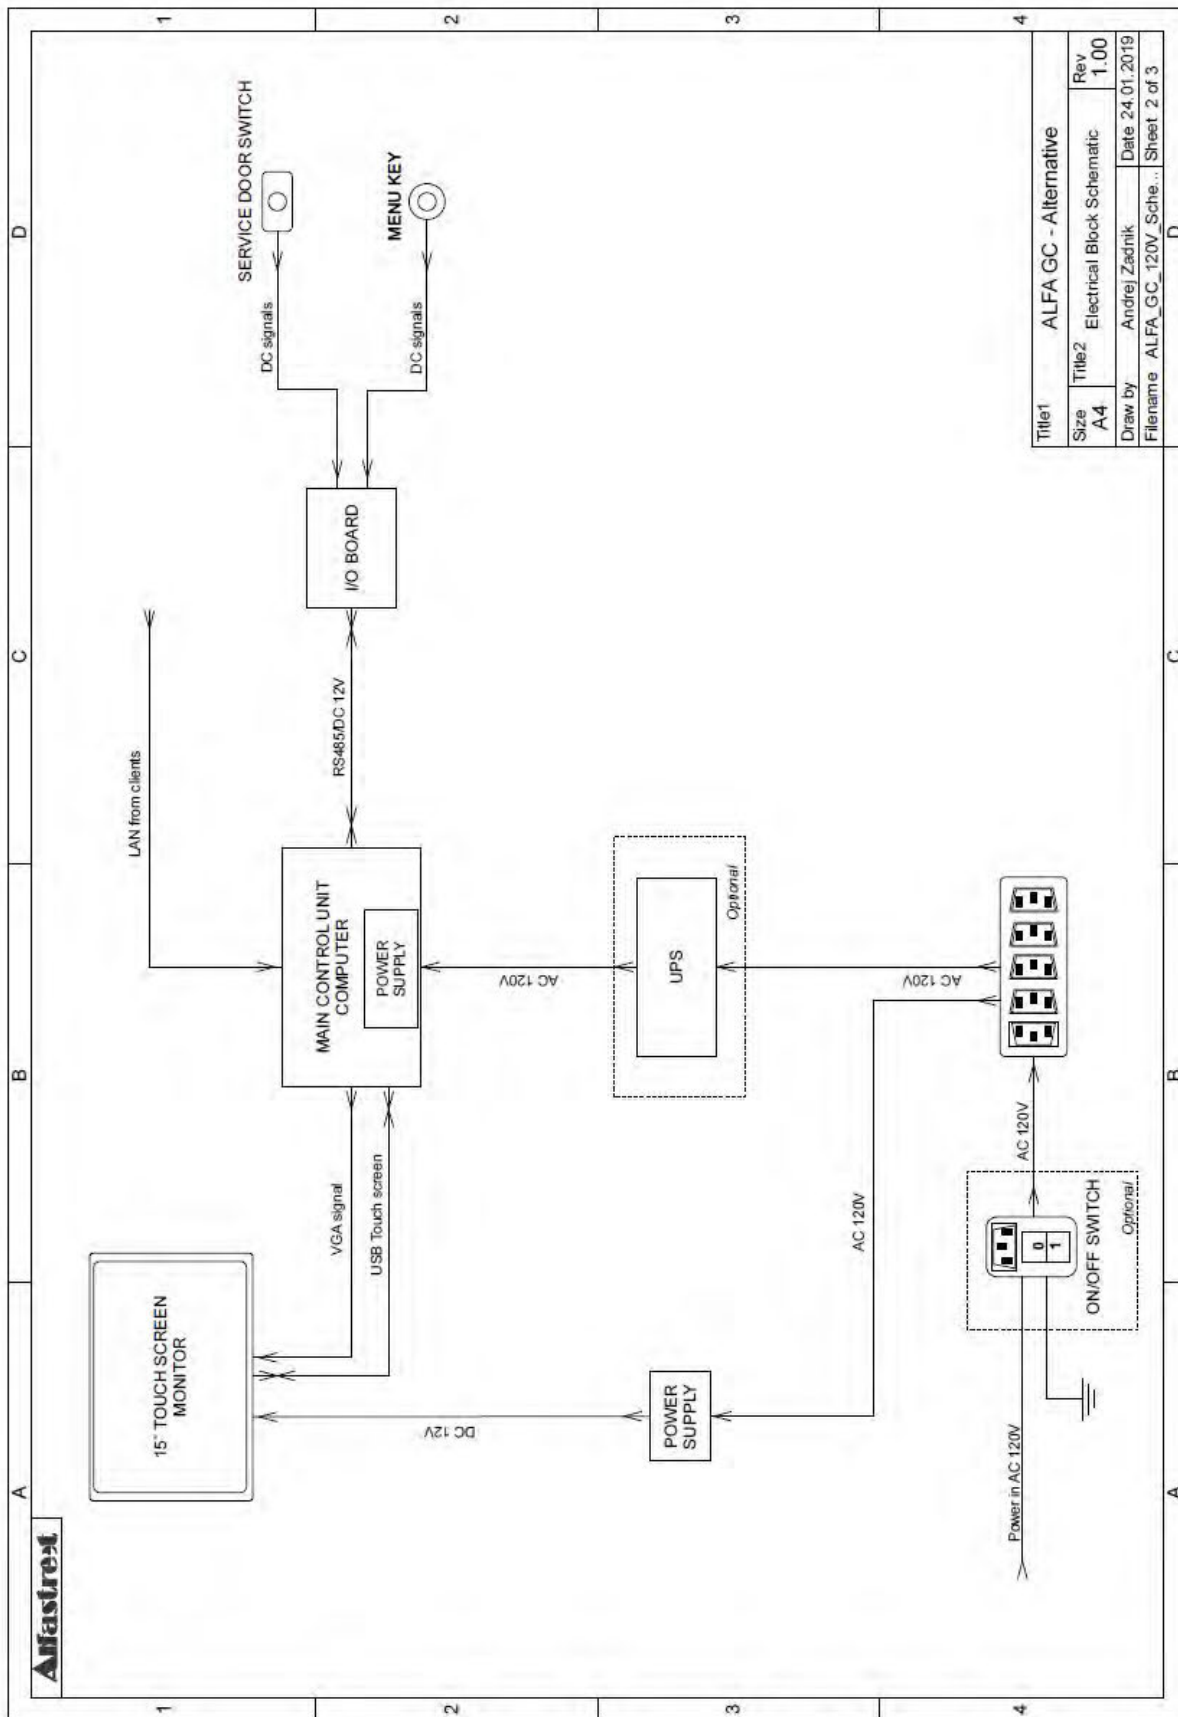 Alfastreet
A
B
C
D
1
2
3
4
15" TOUCH SCREEN
MONITOR
VGA signal
USB Touch screen
DC 12V
LAN from clients
MAIN CONTROL UNIT
COMPUTER
POWER
SUPPLY
RS485/DC 12V
I/O BOARD
DC signals
SERVICE DOOR SWITCH
DC signals
MENU KEY
AC 120V
UPS
Optional
AC 120V
POWER
SUPPLY
AC 120V
Power in AC 120V
0
1
ON/OFF SWITCH
Optional
AC 120V
Title1 ALFA GC - Alternative
Size A4
Title2 Electrical Block Schematic
Rev 1.00
Draw by Andrej Zadnik
Date 24.01.2019
Filename ALFA_GC_120V_Sche...
Sheet 2 of 3
A
B
C
D
1
2
3
4